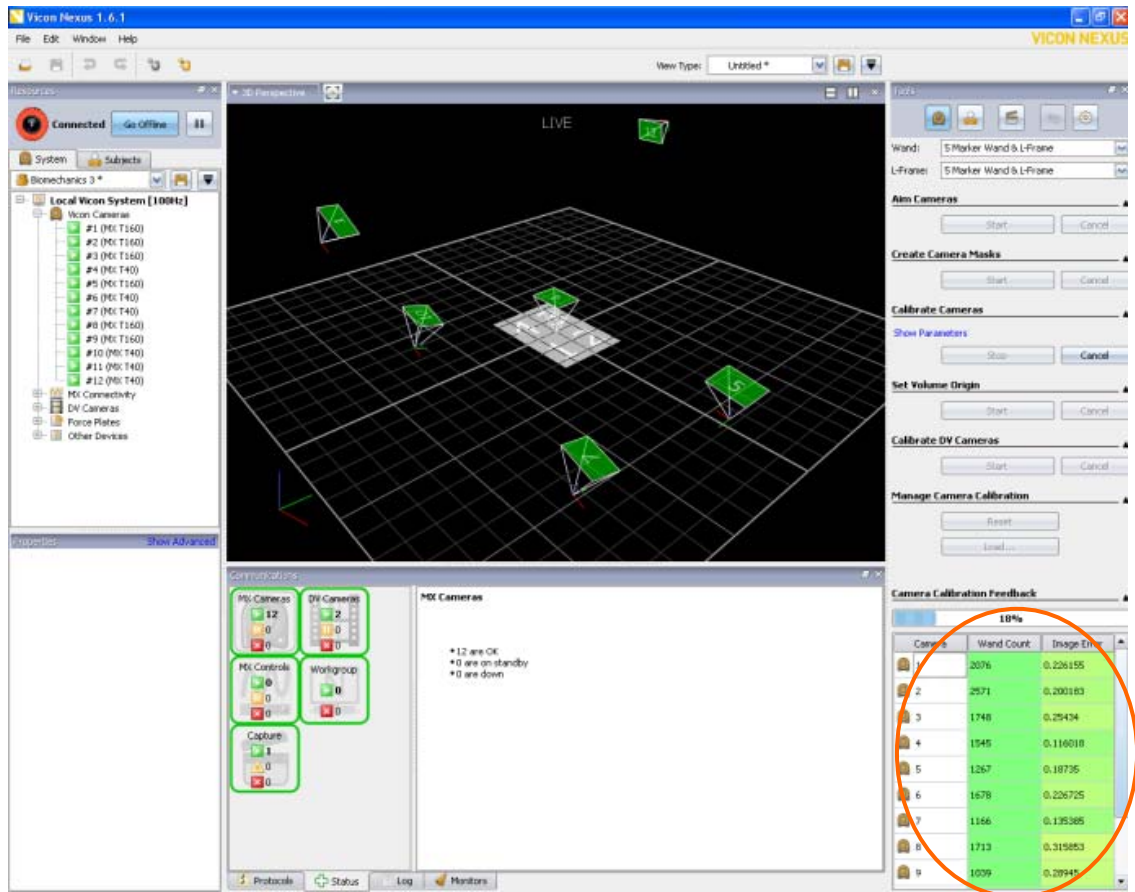 Vicon Nexus 1.6.1
File Edit Window Help
VICON NEXUS
View Type: Untitled *
Resources
3D Perspective
Tools
Connected Go Offline
LIVE
System Subjects
Biomechanics 3 *
Local Vicon System [100Hz]
Vicon Cameras
#1 (MX T160)
#2 (MX T160)
#3 (MX T160)
#4 (MX T40)
#5 (MX T160)
#6 (MX T40)
#7 (MX T40)
#8 (MX T160)
#9 (MX T160)
#10 (MX T40)
#11 (MX T40)
#12 (MX T40)
MX Connectivity
DV Cameras
Force Plates
Other Devices
Properties Show Advanced
5
Communications
MX Cameras
12
0
0
DV Cameras
2
0
0
MX Controls
0
0
0
Workgroup
0
0
Capture
1
0
0
MX Cameras
*12 are OK
*0 are on standby
*0 are down
Protocols Status Log Monitors
Wand: 5 Marker Wand & L-Frame
L-Frame: 5 Marker Wand & L-Frame
Aim Cameras
Start Cancel
Create Camera Masks
Start Cancel
Calibrate Cameras
Show Parameters
Stop Cancel
Set Volume Origin
Start Cancel
Calibrate DV Cameras
Start Cancel
Manage Camera Calibration
Reset
Load...
Camera Calibration Feedback
18%
Camera Wand Count Image Error
1 2076 0.226155
2 2571 0.200183
3 1748 0.25434
4 1545 0.116018
5 1267 0.18735
6 1678 0.226725
7 1166 0.135385
8 1713 0.315853
9 1039 0.28945